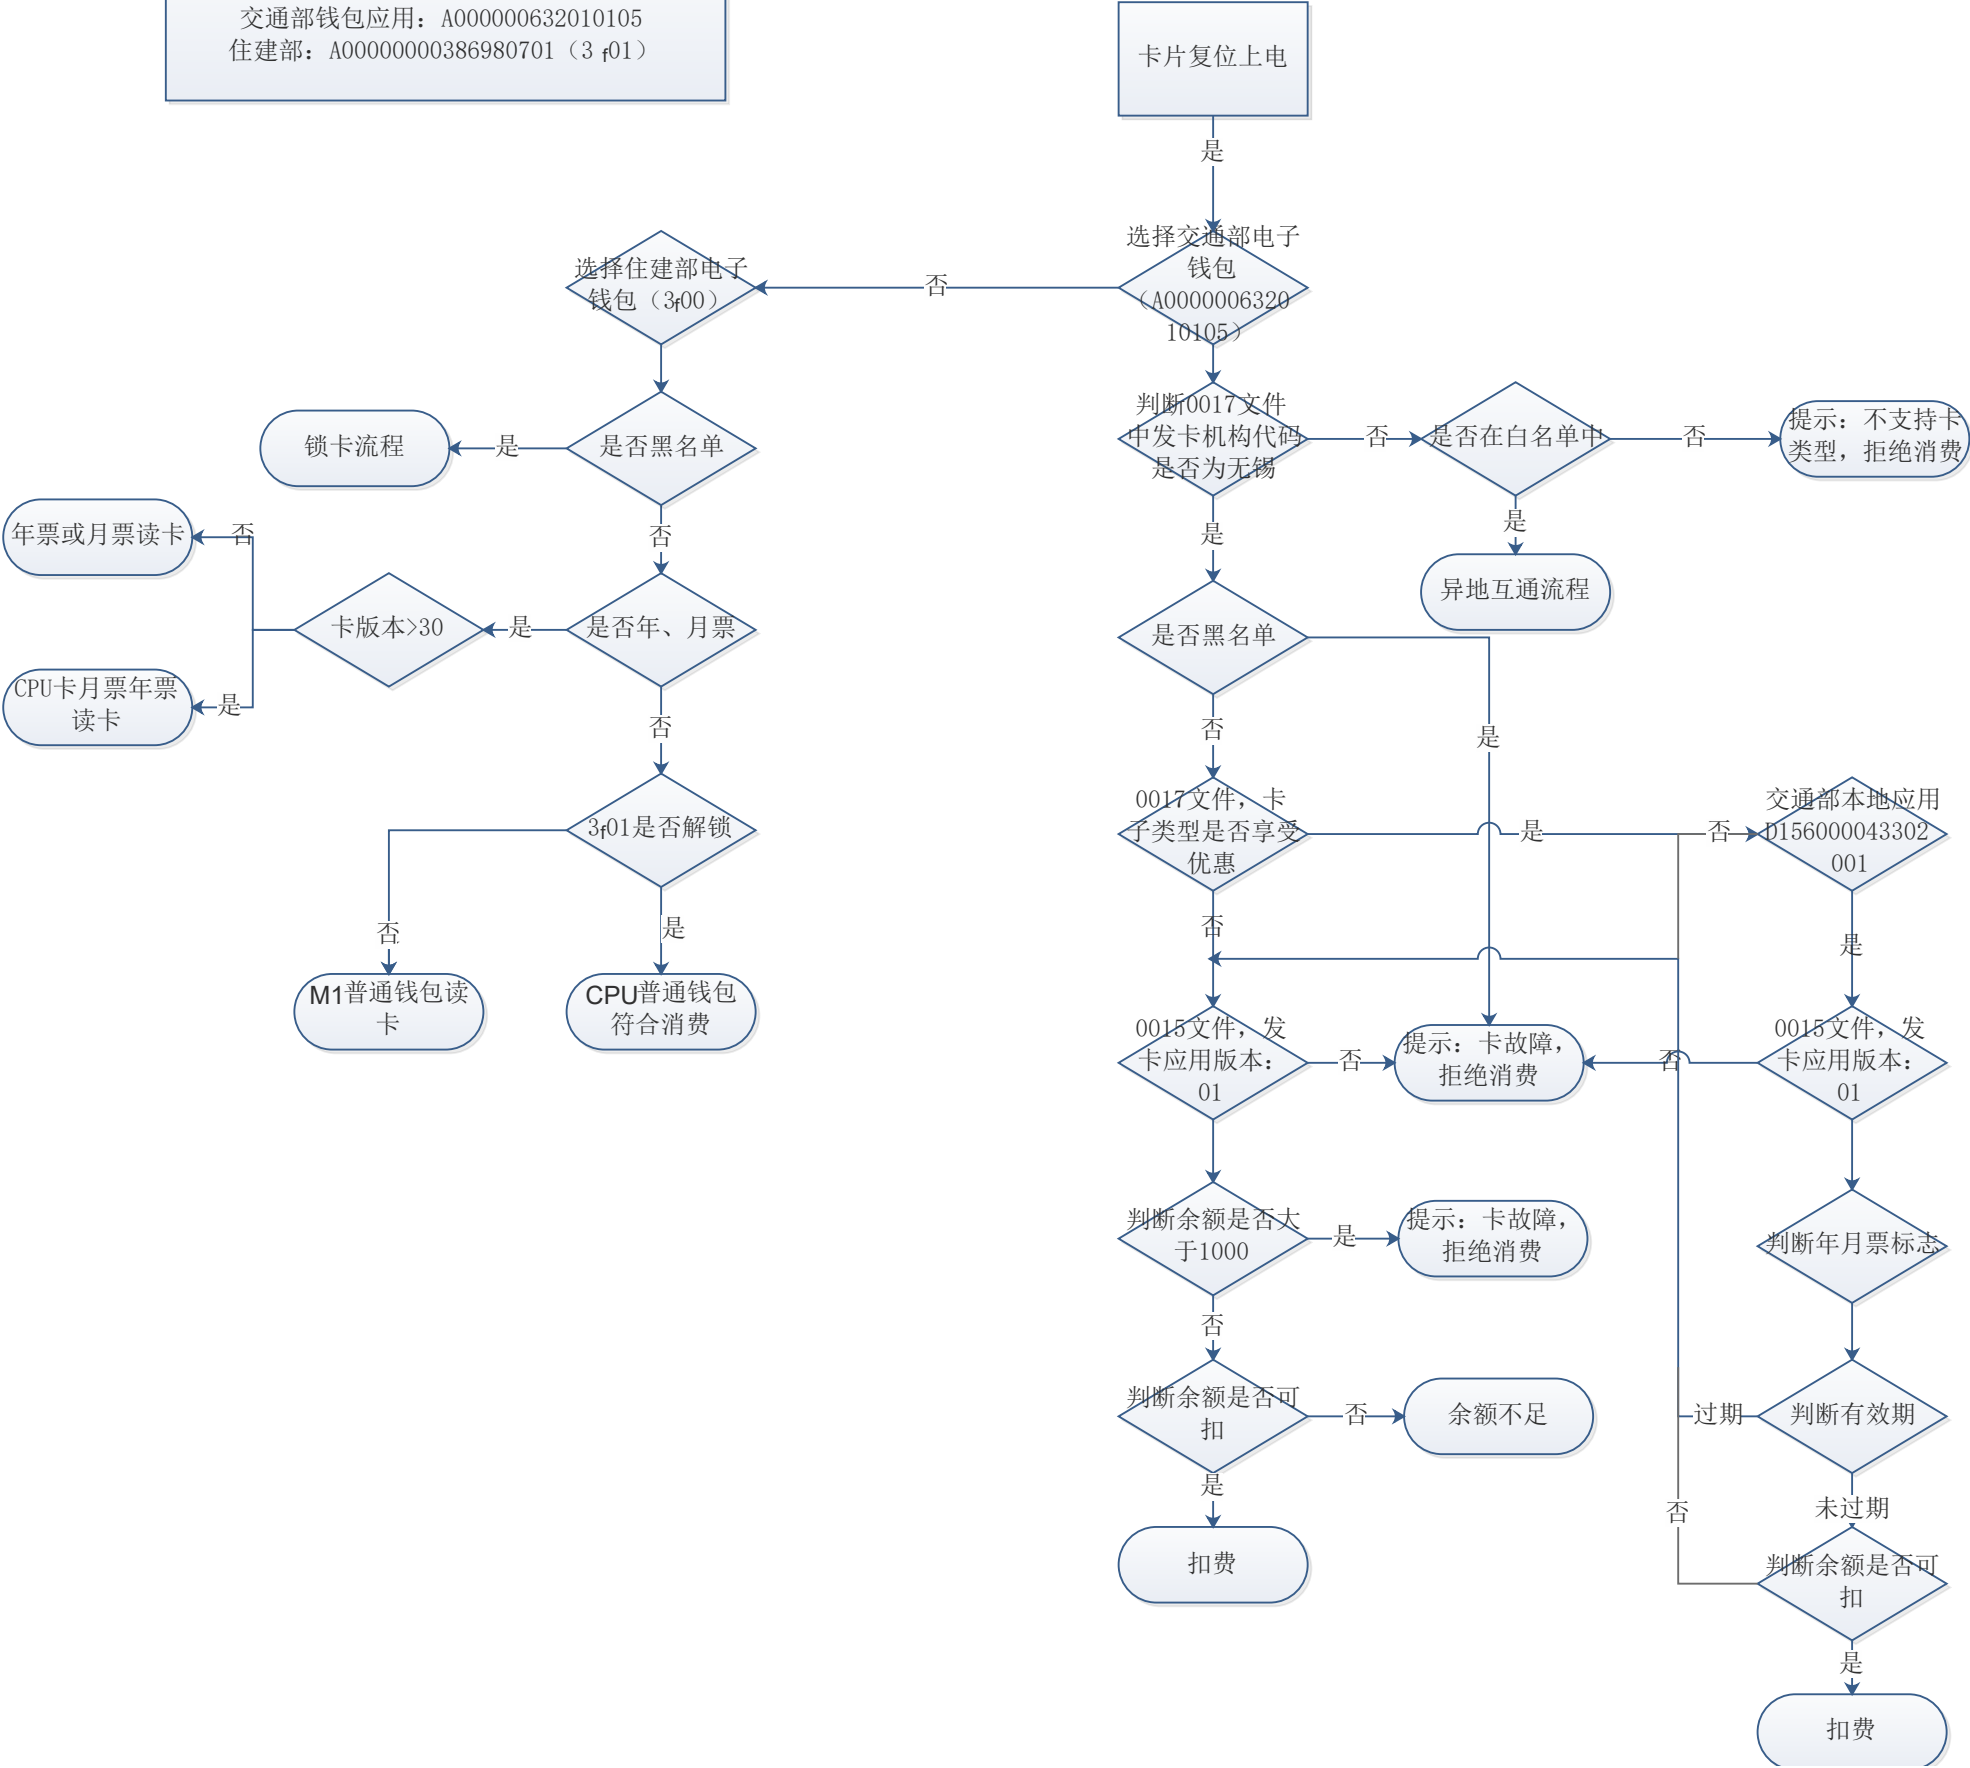 交通部钱包应用：A000000632010105
住建部：A00000000386980701（3 f01）
卡片复位上电
是
选择交通部电子
钱包
（A0000006320
10105）
否
选择住建部电子
钱包（3f00）
判断0017文件
中发卡机构代码
是否为无锡
否
是否在白名单中
否
提示：不支持卡
类型，拒绝消费
是
异地互通流程
是否黑名单
是
锁卡流程
否
是
年票或月票读卡
否
卡版本>30
是
是否年、月票
是否黑名单
CPU卡月票年票
读卡
是
否
否
是
3f01是否解锁
0017文件，卡
子类型是否享受
优惠
是
否
交通部本地应用
D156000043302
001
否
是
否
是
M1普通钱包读
卡
CPU普通钱包
符合消费
0015文件，发
卡应用版本：
01
否
提示：卡故障，
拒绝消费
否
0015文件，发
卡应用版本：
01
判断余额是否大
于1000
是
提示：卡故障，
拒绝消费
判断年月票标志
否
判断余额是否可
扣
否
余额不足
过期
判断有效期
是
未过期
否
扣费
判断余额是否可
扣
是
扣费